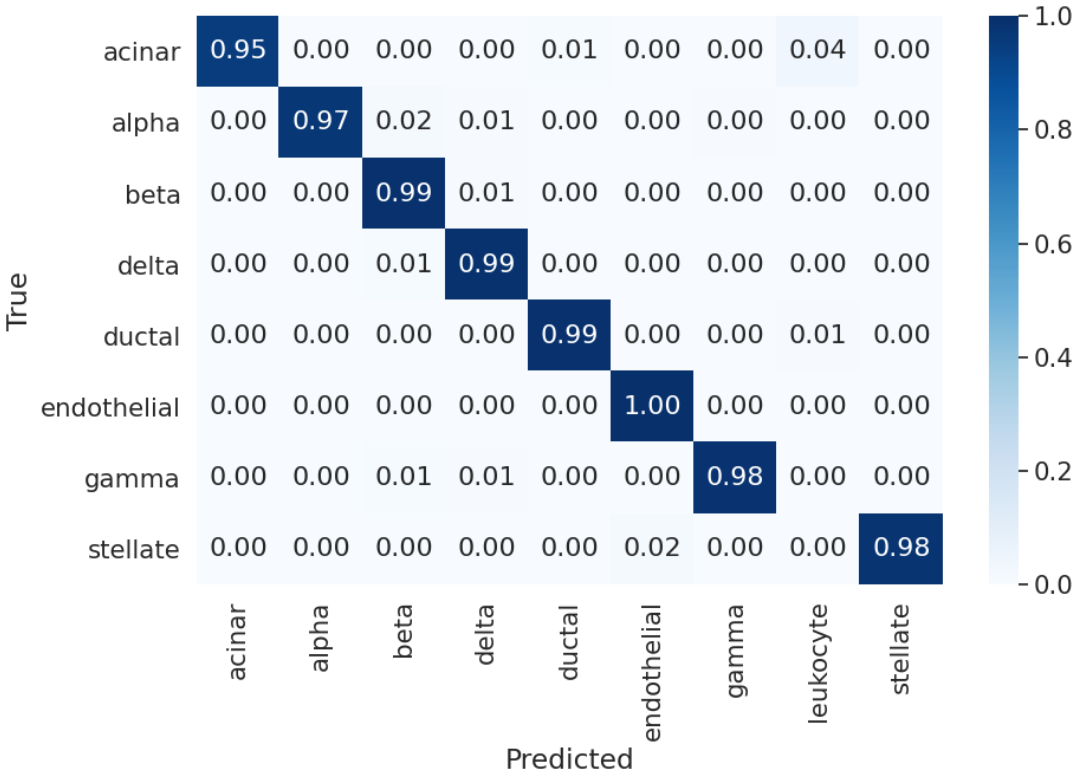 acinar 0.95 0.00 0.00 0.00 0.01 0.00 0.00 0.04 0.00
alpha 0.00 0.97 0.02 0.01 0.00 0.00 0.00 0.00 0.00
beta 0.00 0.00 0.99 0.01 0.00 0.00 0.00 0.00 0.00
delta 0.00 0.00 0.01 0.99 0.00 0.00 0.00 0.00 0.00
ductal 0.00 0.00 0.00 0.00 0.99 0.00 0.00 0.01 0.00
endothelial 0.00 0.00 0.00 0.00 0.00 1.00 0.00 0.00 0.00
gamma 0.00 0.00 0.01 0.01 0.00 0.00 0.98 0.00 0.00
stellate 0.00 0.00 0.00 0.00 0.00 0.02 0.00 0.00 0.98
True
acinar
alpha
beta
delta
ductal
endothelial
gamma
leukocyte
stellate
Predicted
1.0
0.8
0.6
0.4
0.2
0.0